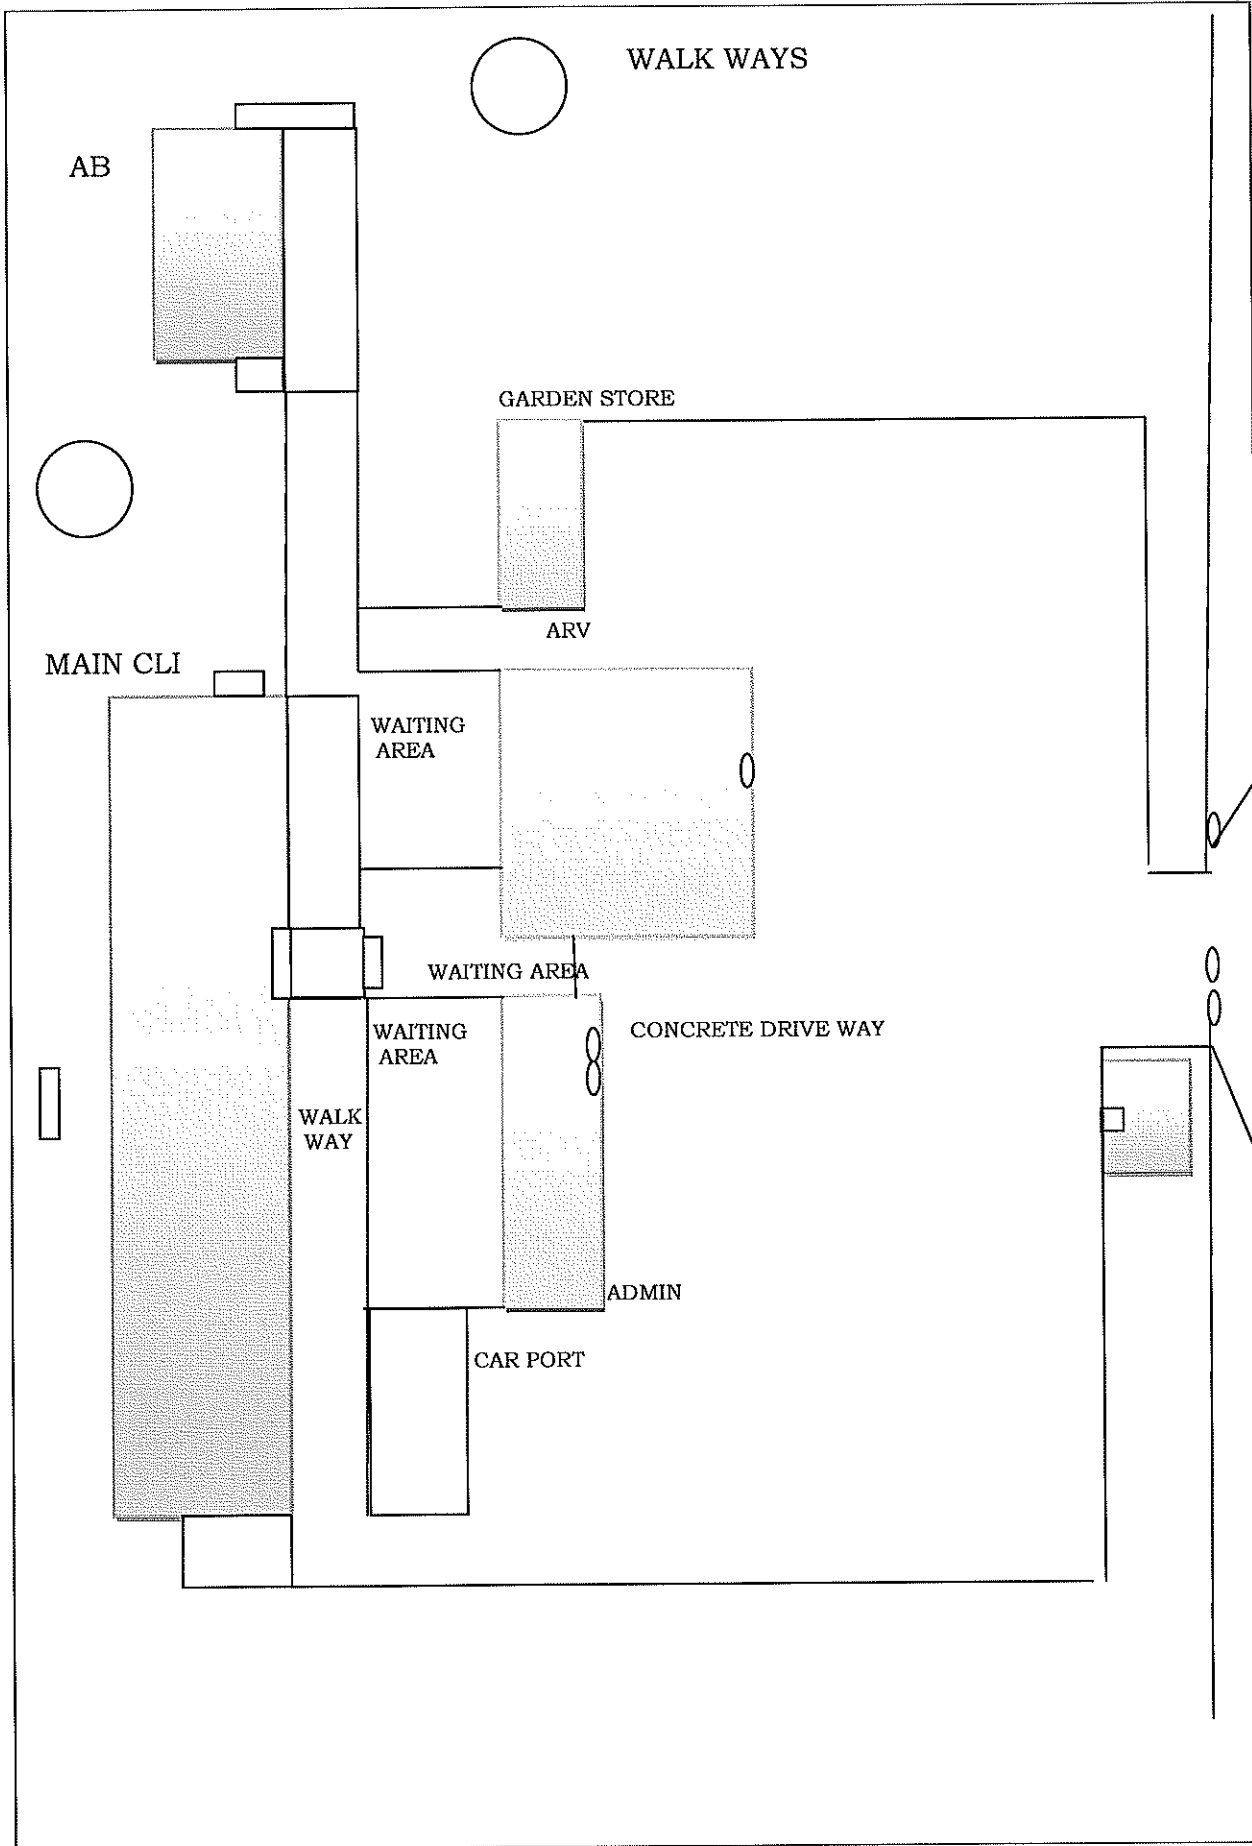 WALK WAYS
AB
GARDEN STORE
ARV
MAIN CLI
WAITING
AREA
WAITING AREA
WAITING
AREA
CONCRETE DRIVE WAY
WALK
WAY
ADMIN
CAR PORT